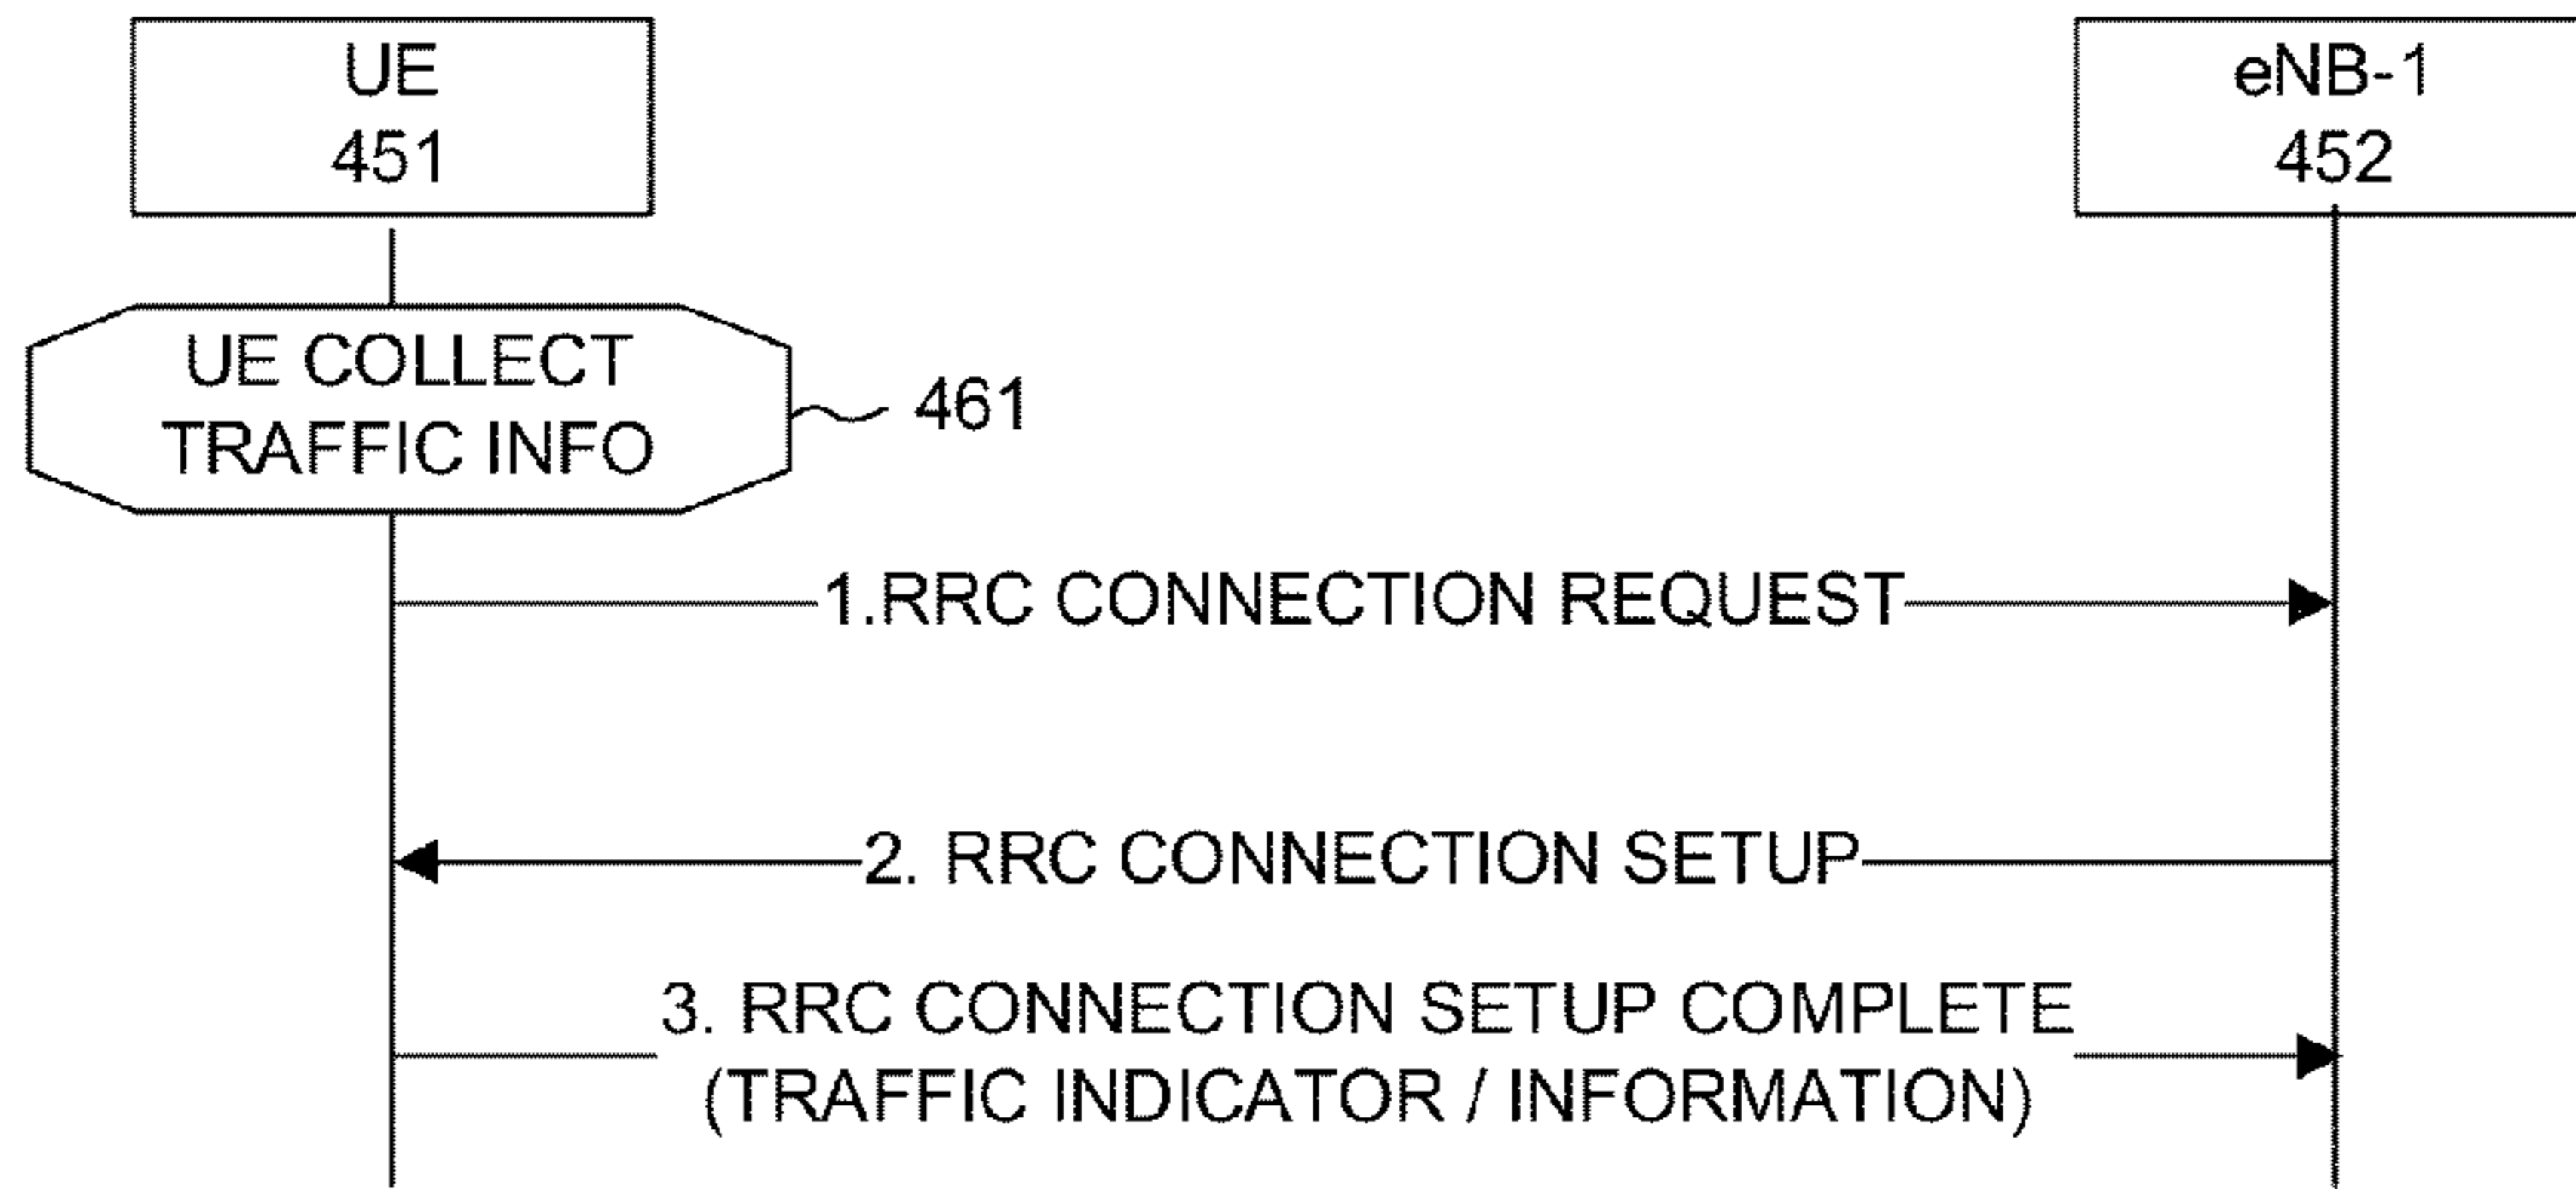 UE
451
eNB-1
452
UE COLLECT
TRAFFIC INFO
461
1.RRC CONNECTION REQUEST
2. RRC CONNECTION SETUP
3. RRC CONNECTION SETUP COMPLETE
(TRAFFIC INDICATOR / INFORMATION)